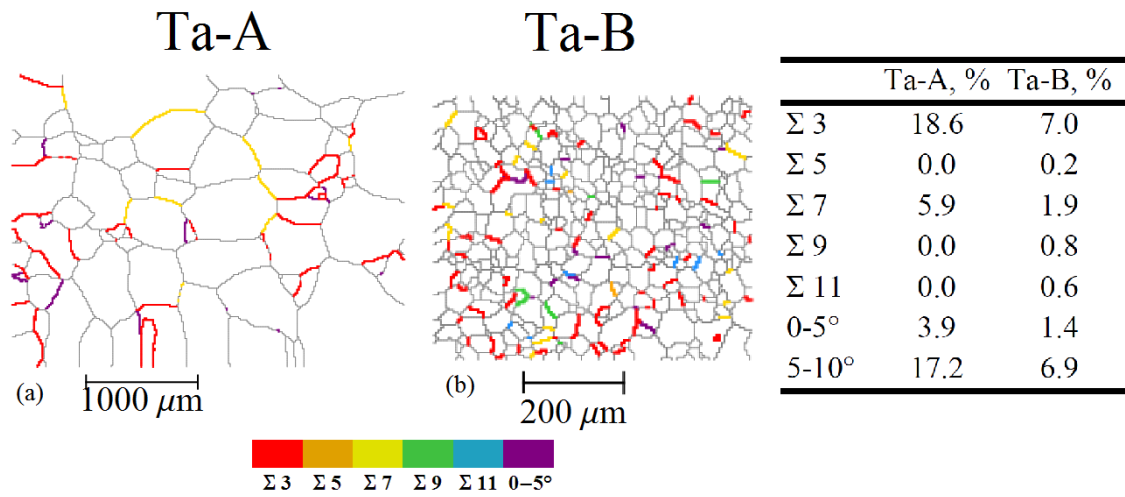 Ta-A
Ta-B
Ta-A, % Ta-B, %
Σ 3 18.6 7.0
Σ 5 0.0 0.2
Σ 7 5.9 1.9
Σ 9 0.0 0.8
Σ 11 0.0 0.6
0-5° 3.9 1.4
5-10° 17.2 6.9
(a)
1000 μm
(b)
200 μm
Σ 3 Σ 5 Σ 7 Σ 9 Σ 11 0–5°